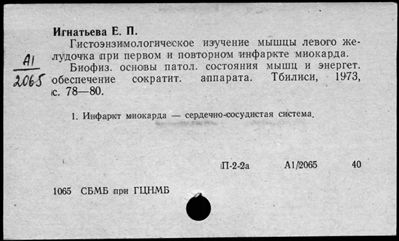 Игнатьева Е. П.
Гистоэнзимологическое изучение мышцы левого же-
лудочка при первом и повторном инфаркте миокарда.
А1
2065
Биофиз. основы патол. состояния мышц и энергет.
обеспечение сократит. аппарата. Тбилиси, 1973,
с. 78—80.
1. Инфаркт миокарда — сердечно-сосудистая система.
П-2-2а А1/2065 40
1065 СБМБ при ГЦНМБ